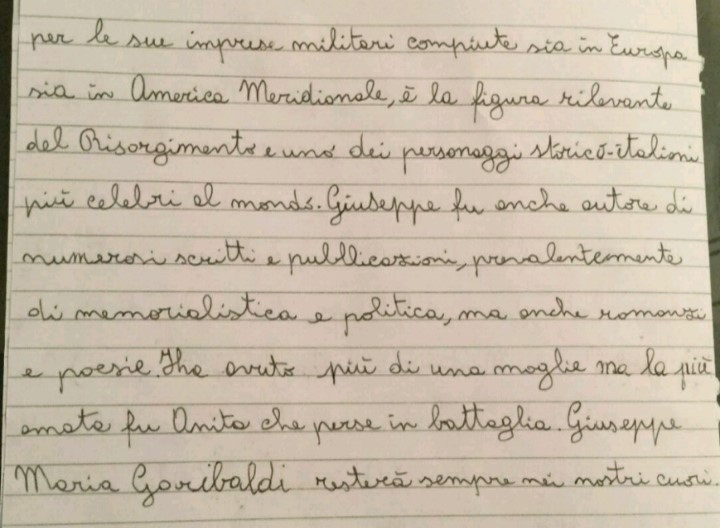 per le sue imprese militari compiute sia in Europa
sia in America Meridionale, è la figura rilevante
del Risorgimento e uno dei personaggi storico-italiani
più celebri al mondo. Giuseppe fu anche autore di
numerosi scritti e pubblicazioni, prevalentemente
di memorialistica e politica, ma anche romanzi
e poesie. Iha avuto più di una moglie ma la più
amata fu Anita che perse in battaglia. Giuseppe
Maria Garibaldi resterà sempre nei nostri cuori.